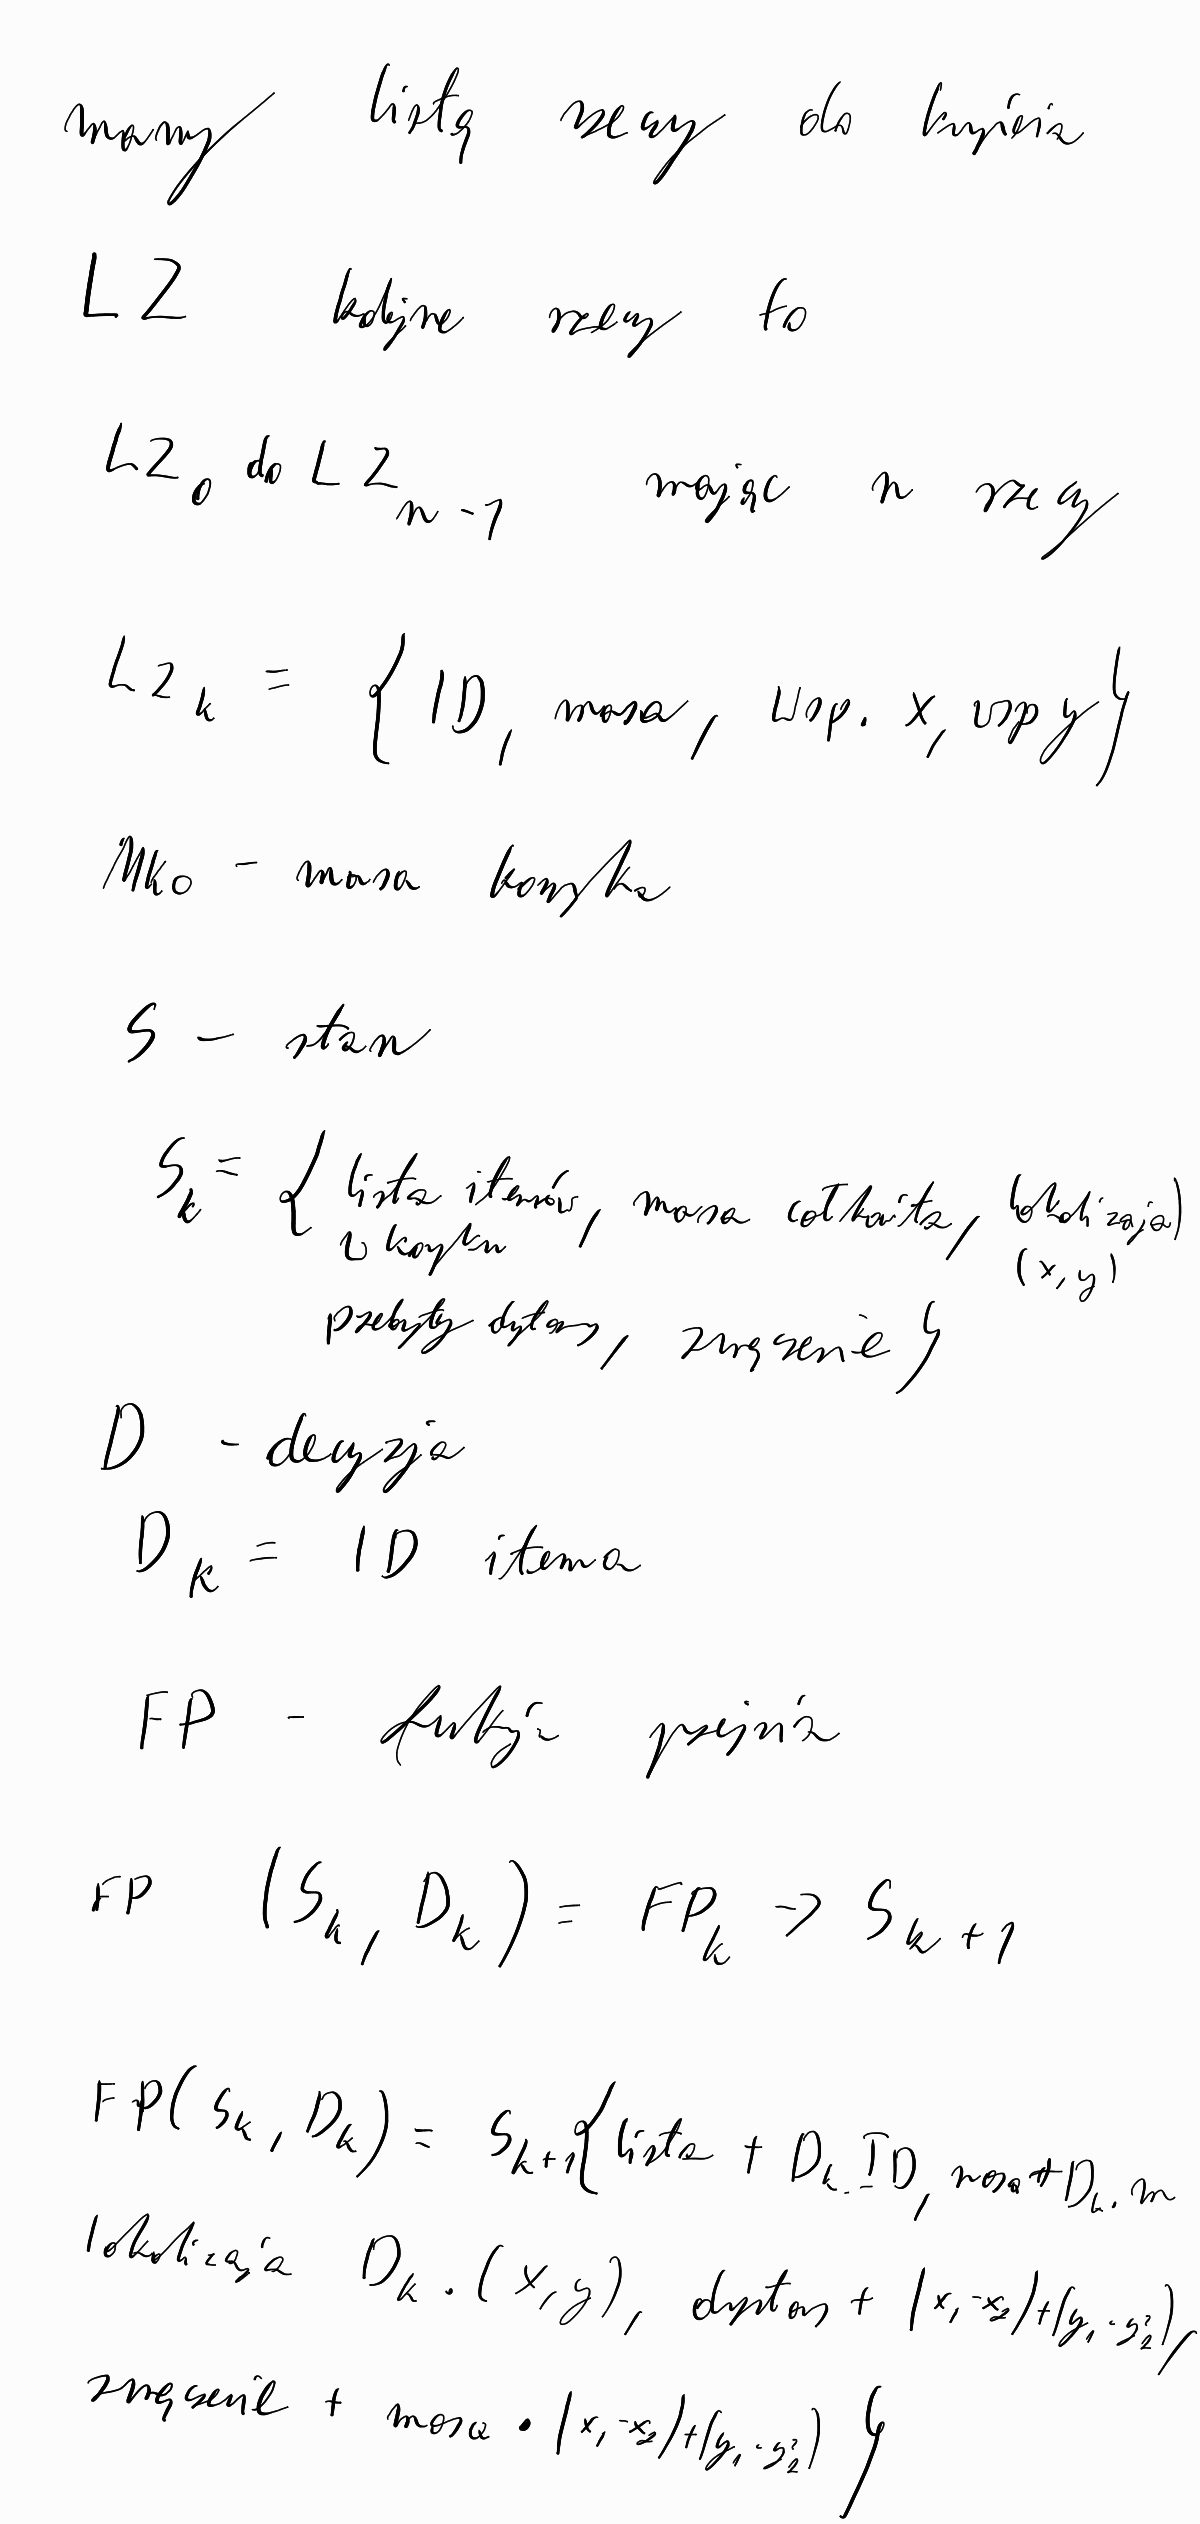 mamy listę rzeczy do kupienia
LZ kolejne rzeczy to
LZ_0 do LZ_{n-1} mając n rzeczy
LZ_k = { ID, masa, wsp. x, wsp y }
Mko - masa koszyka
S - stan
S_k = { lista itemów, masa całkowita, lokalizacja
w koszyku (x, y)
przebyty dystans, zmęczenie }
D - decyzja
D_k = ID itema
FP - funkcja przejścia
FP (S_k, D_k) = FP_k -> S_{k+1}
FP(S_k, D_k) = S_{k+1} { lista + D_k.ID, masa + D_k.m
lokalizacja D_k.(x, y), dystans + |x_1-x_2|+|y_1-y_2|,
zmęczenie + masa • |x_1-x_2|+|y_1-y_2| }